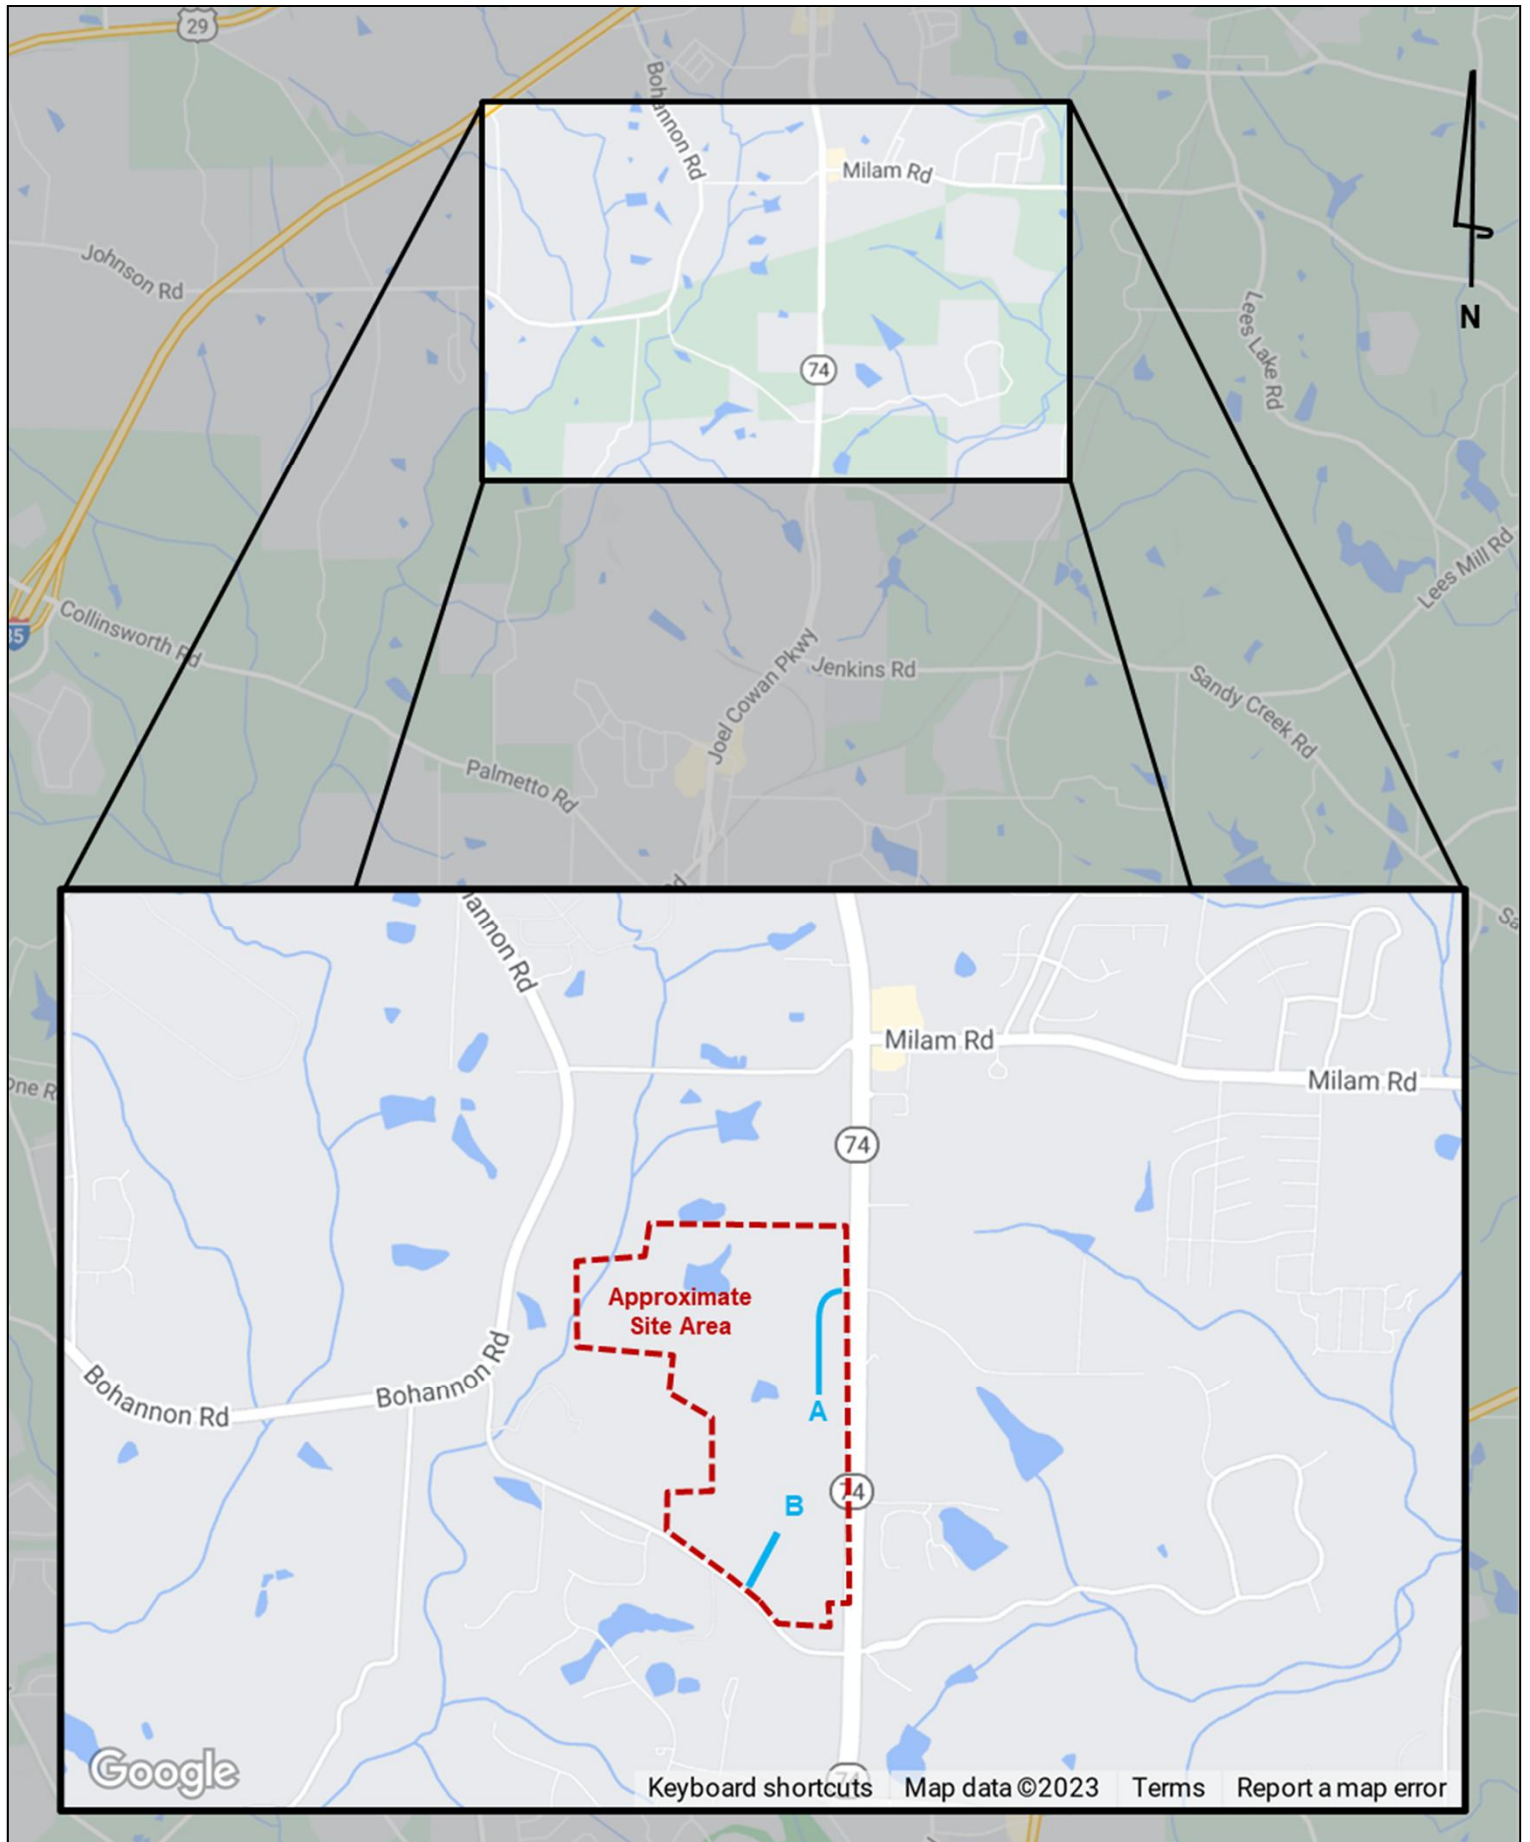 29
Bohannon Rd
Milam Rd
Johnson Rd
N
Lees Lake Rd
74
Lees Mill Rd
Collinsworth Rd
Jenkins Rd
Joel Cowan Pkwy
Sandy Creek Rd
Palmetto Rd
annon Rd
Milam Rd
Milam Rd
74
Approximate
Site Area
Bohannon Rd
Bohannon Rd
A
74
B
Google
Keyboard shortcuts
Map data ©2023
Terms
Report a map error